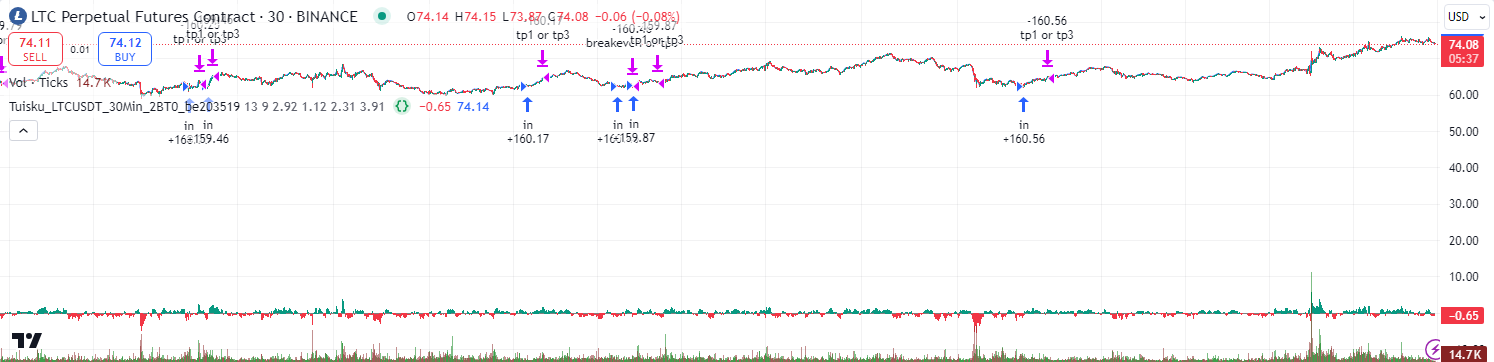 LTC Perpetual Futures Contract · 30 · BINANCE
O74.14 H74.15 L73.87 C74.08 −0.06 (−0.08%)
USD
74.11
SELL
0.01
74.12
BUY
tp1 or tp3
tp1 or tp3
-160.56
tp1 or tp3
tp1 or tp3
74.08
05:37
Vol · Ticks 14.7K
Tuisku_LTCUSDT_30Min_2BT0_be203519 13 9 2.92 1.12 2.31 3.91 −0.65 74.14
60.00
in in in in in in
+159.46 +160.17 +159.87 +160.56
50.00
40.00
30.00
20.00
10.00
−0.65
14.7K